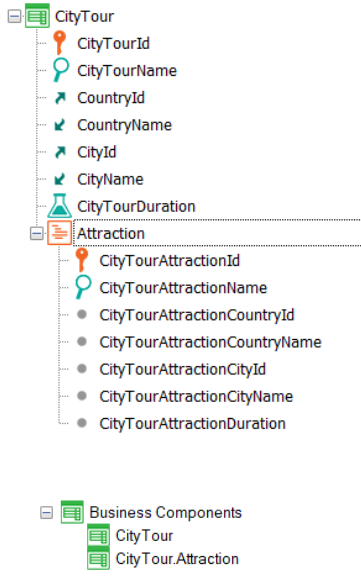 CityTour
CityTourId
CityTourName
CountryId
CountryName
CityId
CityName
CityTourDuration
Attraction
CityTourAttractionId
CityTourAttractionName
CityTourAttractionCountryId
CityTourAttractionCountryName
CityTourAttractionCityId
CityTourAttractionCityName
CityTourAttractionDuration
Business Components
CityTour
CityTour.Attraction